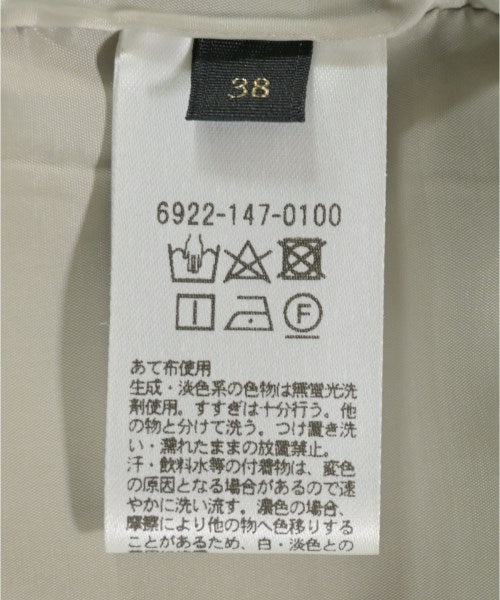 38
6922-147-0100
F
あて布使用
生成・淡色系の色物は無蛍光洗
剤使用。すすぎは十分行う。他
の物と分けて洗う。つけ置き洗
い・濡れたままの放置禁止。
汗・飲料水等の付着物は、変色
の原因となる場合があるので速
やかに洗い流す。濃色の場合、
摩擦により他の物へ色移りする
ことがあるため、白・淡色との